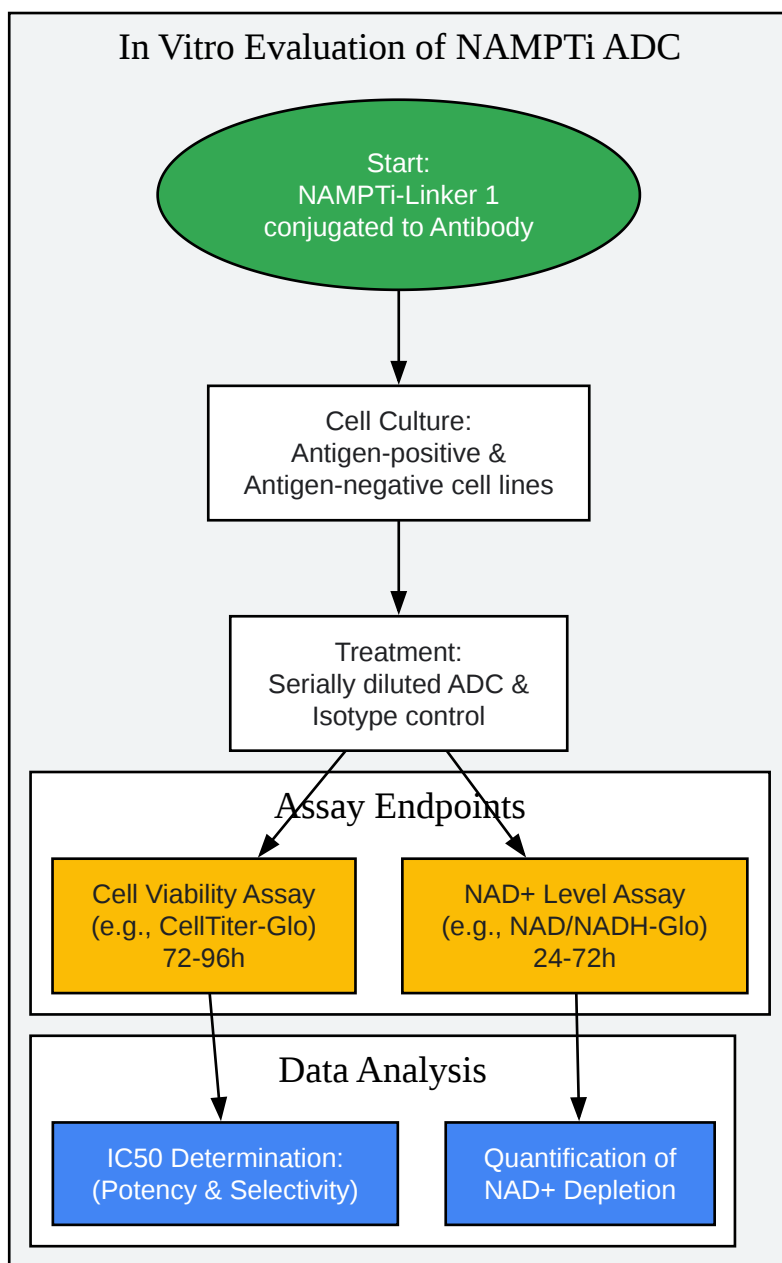 In Vitro Evaluation of NAMPTi ADC
Start:
NAMPTi-Linker 1
conjugated to Antibody
Cell Culture:
Antigen-positive &
Antigen-negative cell lines
Treatment:
Serially diluted ADC &
Isotype control
Assay Endpoints
Cell Viability Assay
(e.g., CellTiter-Glo)
72-96h
NAD+ Level Assay
(e.g., NAD/NADH-Glo)
24-72h
Data Analysis
IC50 Determination:
(Potency & Selectivity)
Quantification of
NAD+ Depletion